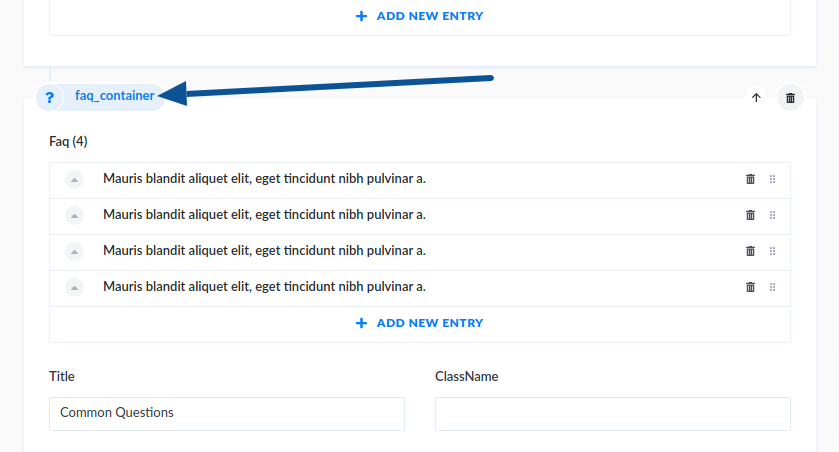 + ADD NEW ENTRY
? faq_container
Faq (4)
Mauris blandit aliquet elit, eget tincidunt nibh pulvinar a.
Mauris blandit aliquet elit, eget tincidunt nibh pulvinar a.
Mauris blandit aliquet elit, eget tincidunt nibh pulvinar a.
Mauris blandit aliquet elit, eget tincidunt nibh pulvinar a.
+ ADD NEW ENTRY
Title
ClassName
Common Questions